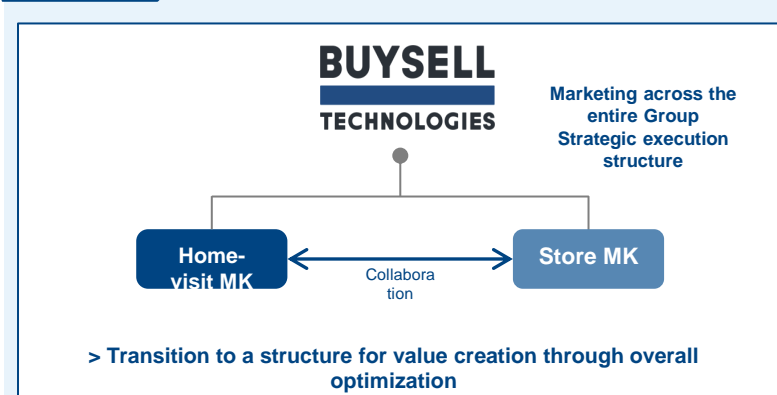 BUYSELL
TECHNOLOGIES
Marketing across the
entire Group
Strategic execution
structure
Home-
visit MK
Collabora
tion
Store MK
> Transition to a structure for value creation through overall
optimization